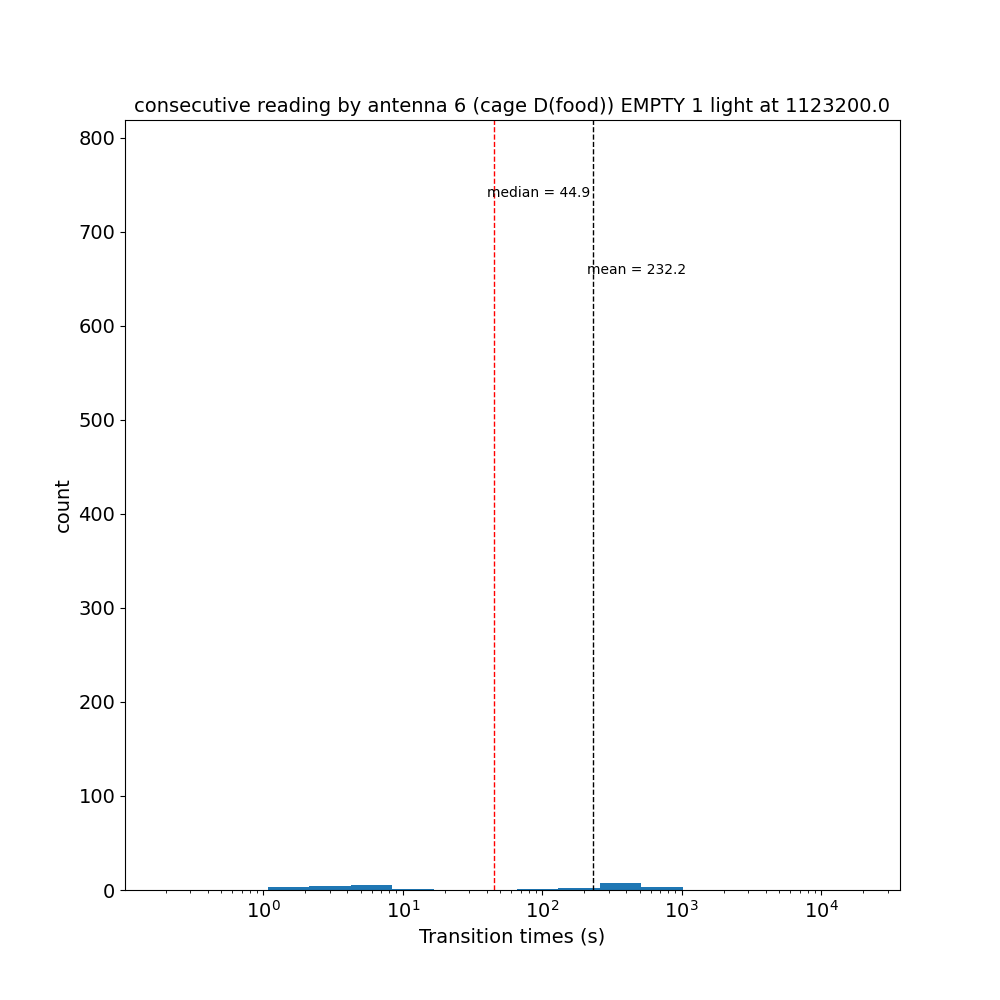 consecutive reading by antenna 6 (cage D(food)) EMPTY 1 light at 1123200.0
800
median = 44.9
700
mean = 232.2
600
500
count
400
300
200
100
0
10⁰ 10¹ 10² 10³ 10⁴
Transition times (s)